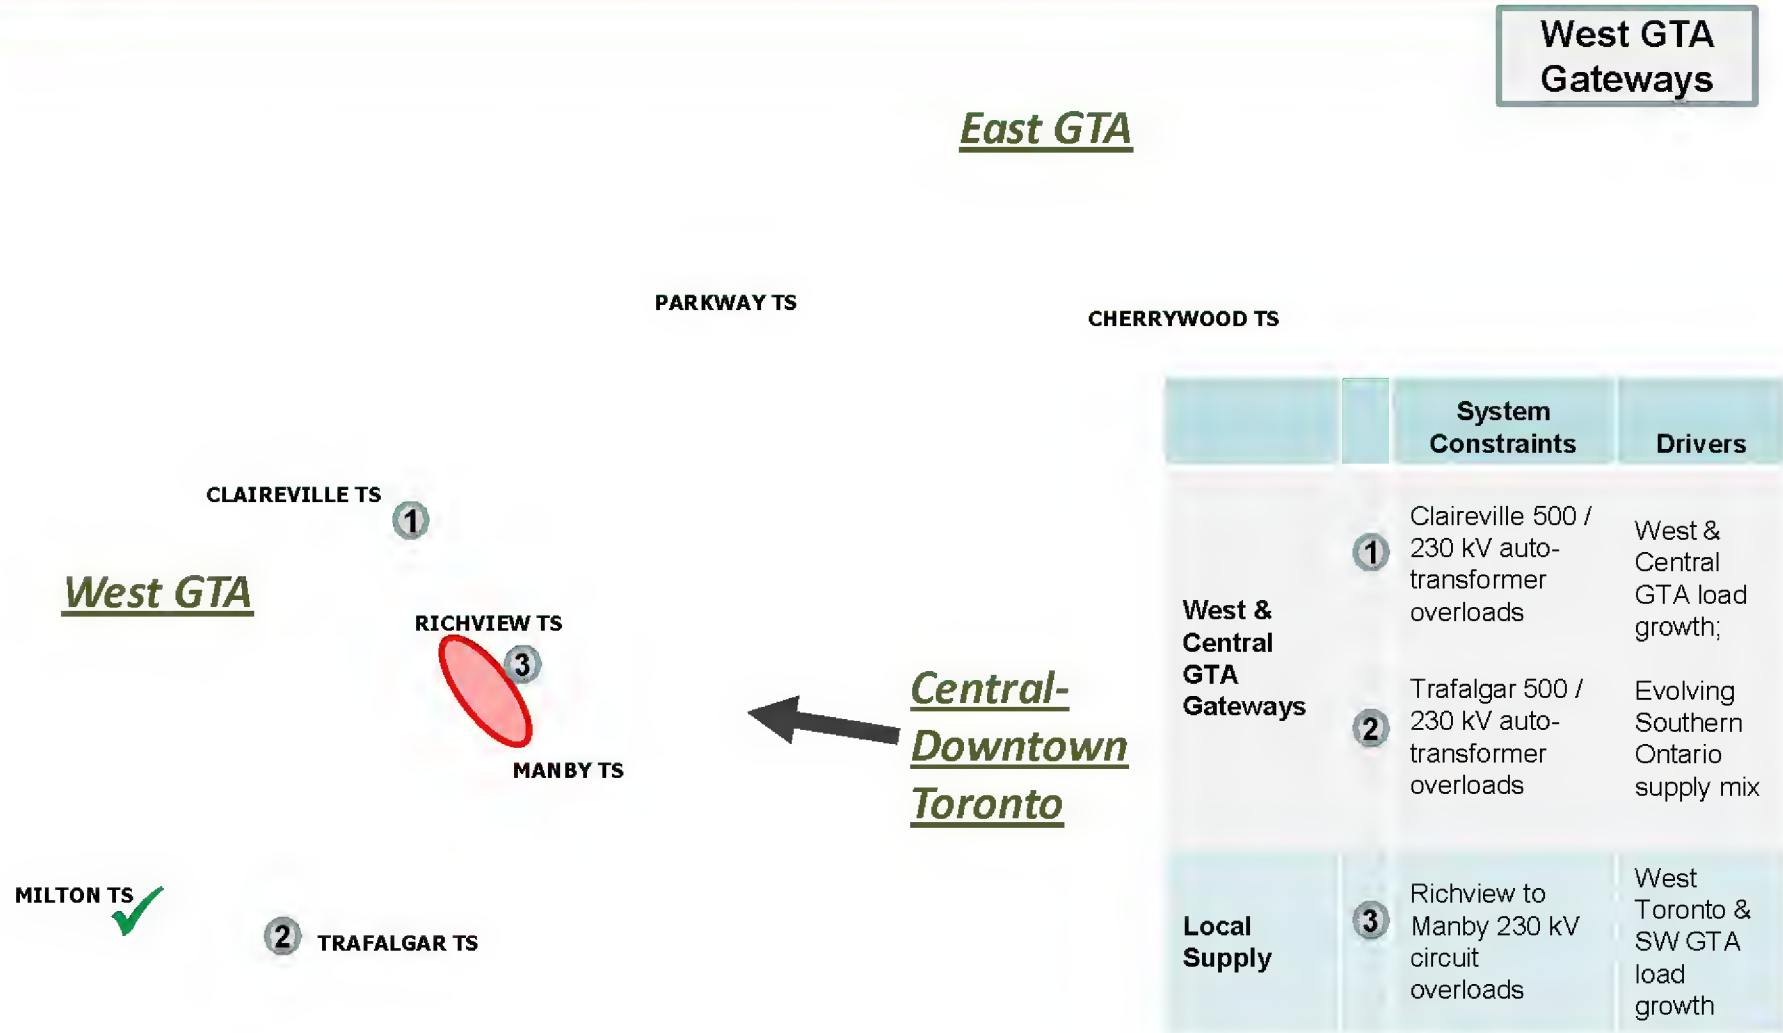 West GTA
Gateways
East GTA
PARKWAY TS
CHERRYWOOD TS
CLAIREVILLE TS
1
West GTA
RICHVIEW TS
3
MANBY TS
Central-
Downtown
Toronto
MILTON TS
2
TRAFALGAR TS
System
Constraints
Drivers
West &
Central
GTA
Gateways
1
Claireville 500 /
230 kV auto-
transformer
overloads
West &
Central
GTA load
growth;
2
Trafalgar 500 /
230 kV auto-
transformer
overloads
Evolving
Southern
Ontario
supply mix
Local
Supply
3
Richview to
Manby 230 kV
circuit
overloads
West
Toronto &
SW GTA
load
growth